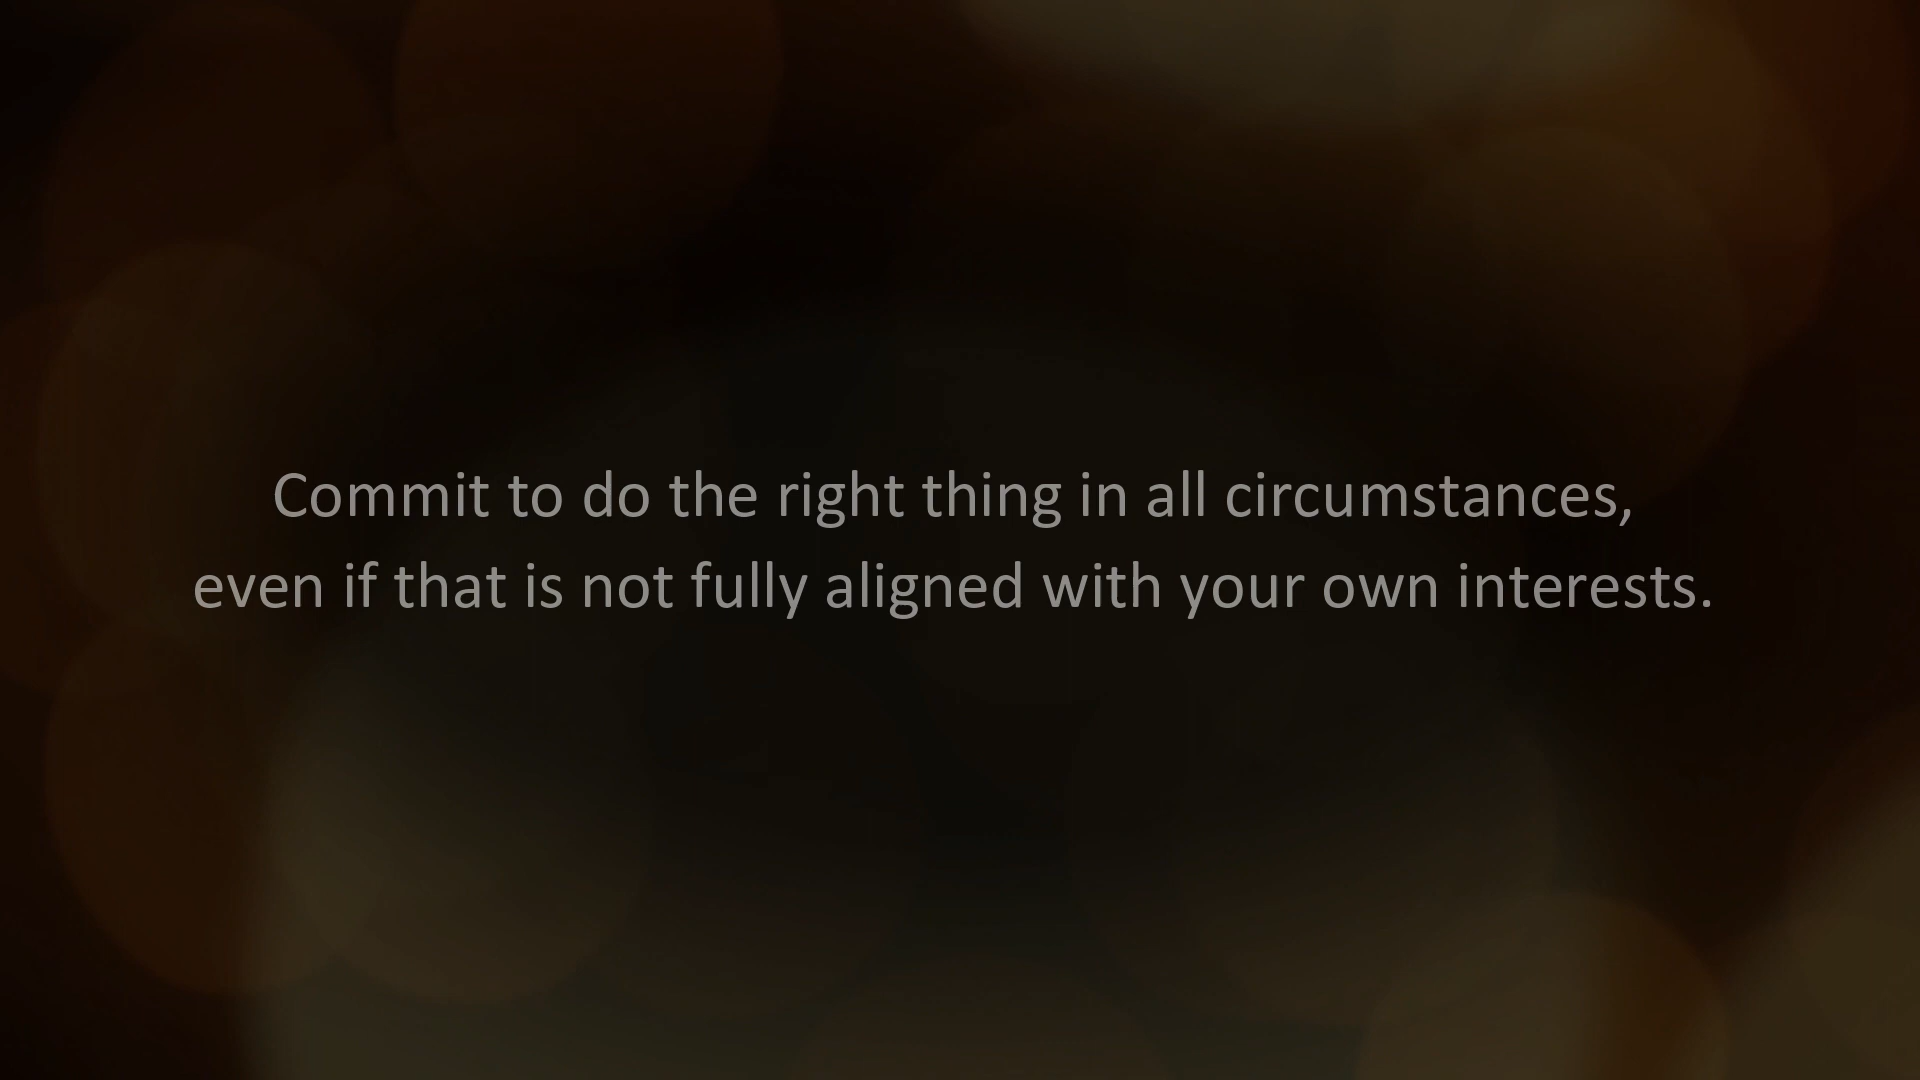 Commit to do the right thing in all circumstances,
even if that is not fully aligned with your own interests.